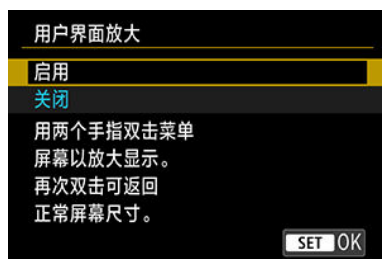 用户界面放大
启用
关闭
用两个手指双击菜单
屏幕以放大显示。
再次双击可返回
正常屏幕尺寸。
SET OK